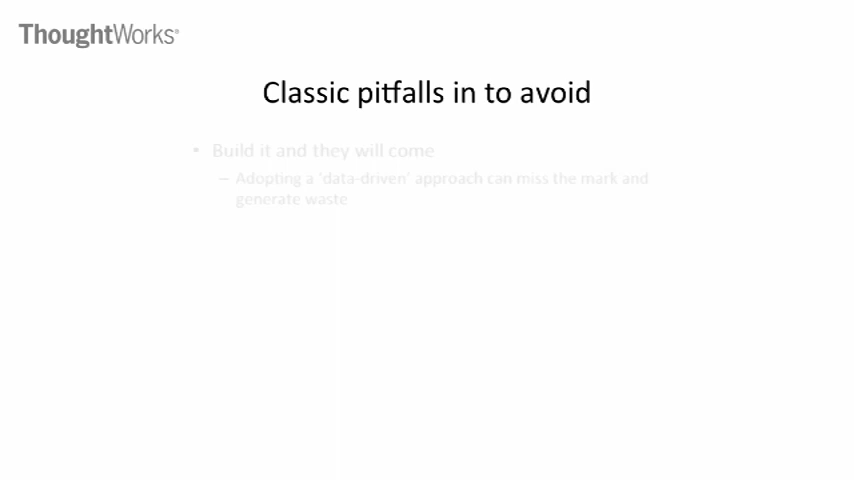 ThoughtWorks®
Classic pitfalls in to avoid
• Build it and they will come
– Adopting a ‘data-driven’ approach can miss the mark and
generate waste